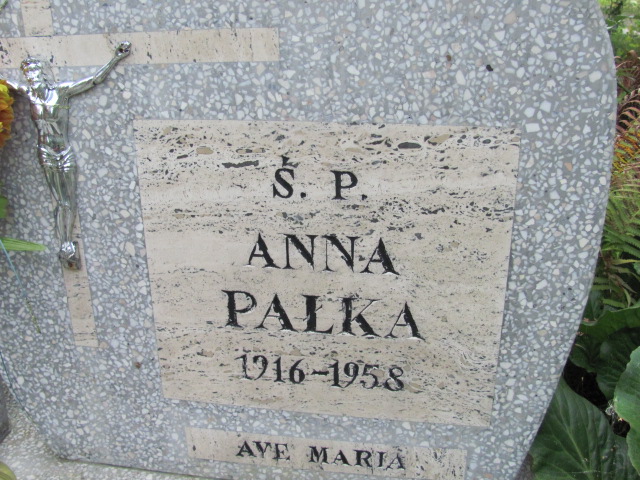 Ś. P.
ANNA
PAŁKA
1916-1958
AVE MARIA